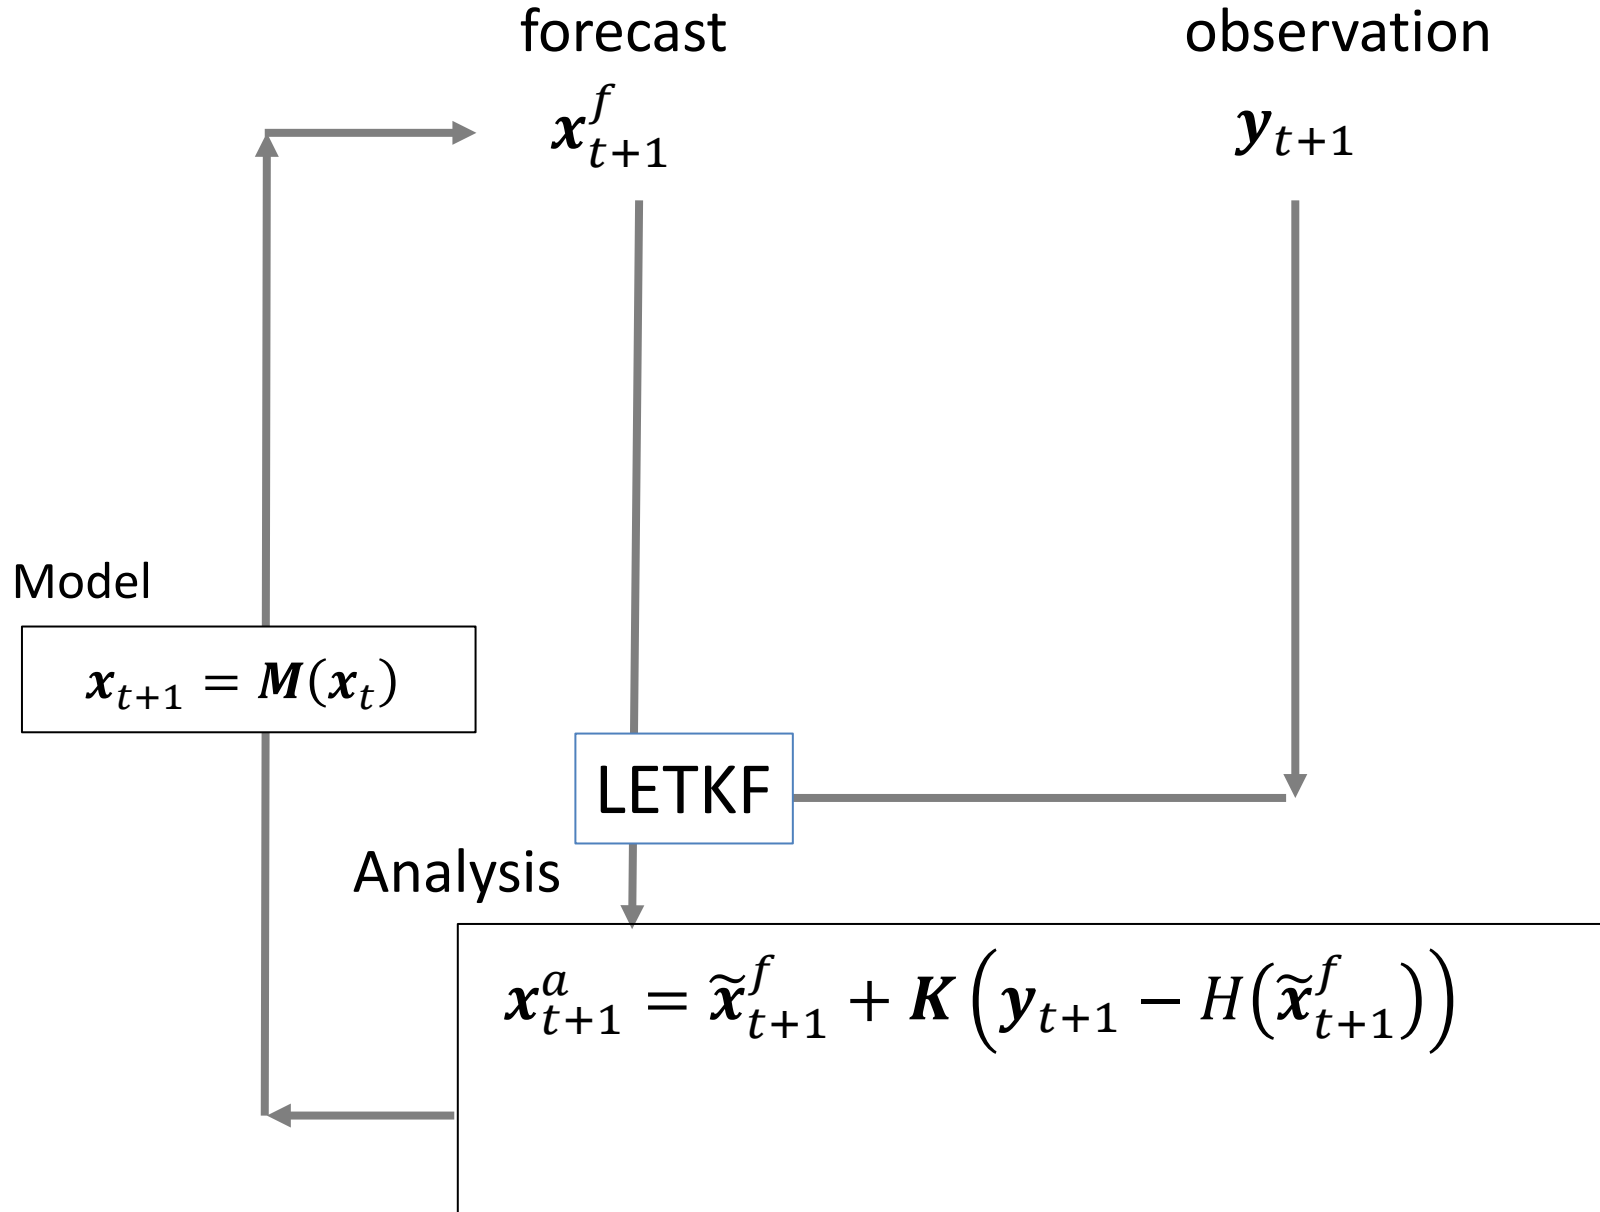 forecast
observation
𝒙^f_{t+1}
𝒚_{t+1}
Model
𝒙_{t+1} = 𝑴(𝒙_t)
LETKF
Analysis
𝒙^a_{t+1} = 𝒙̃^f_{t+1} + 𝑲(𝒚_{t+1} − H(𝒙̃^f_{t+1}))